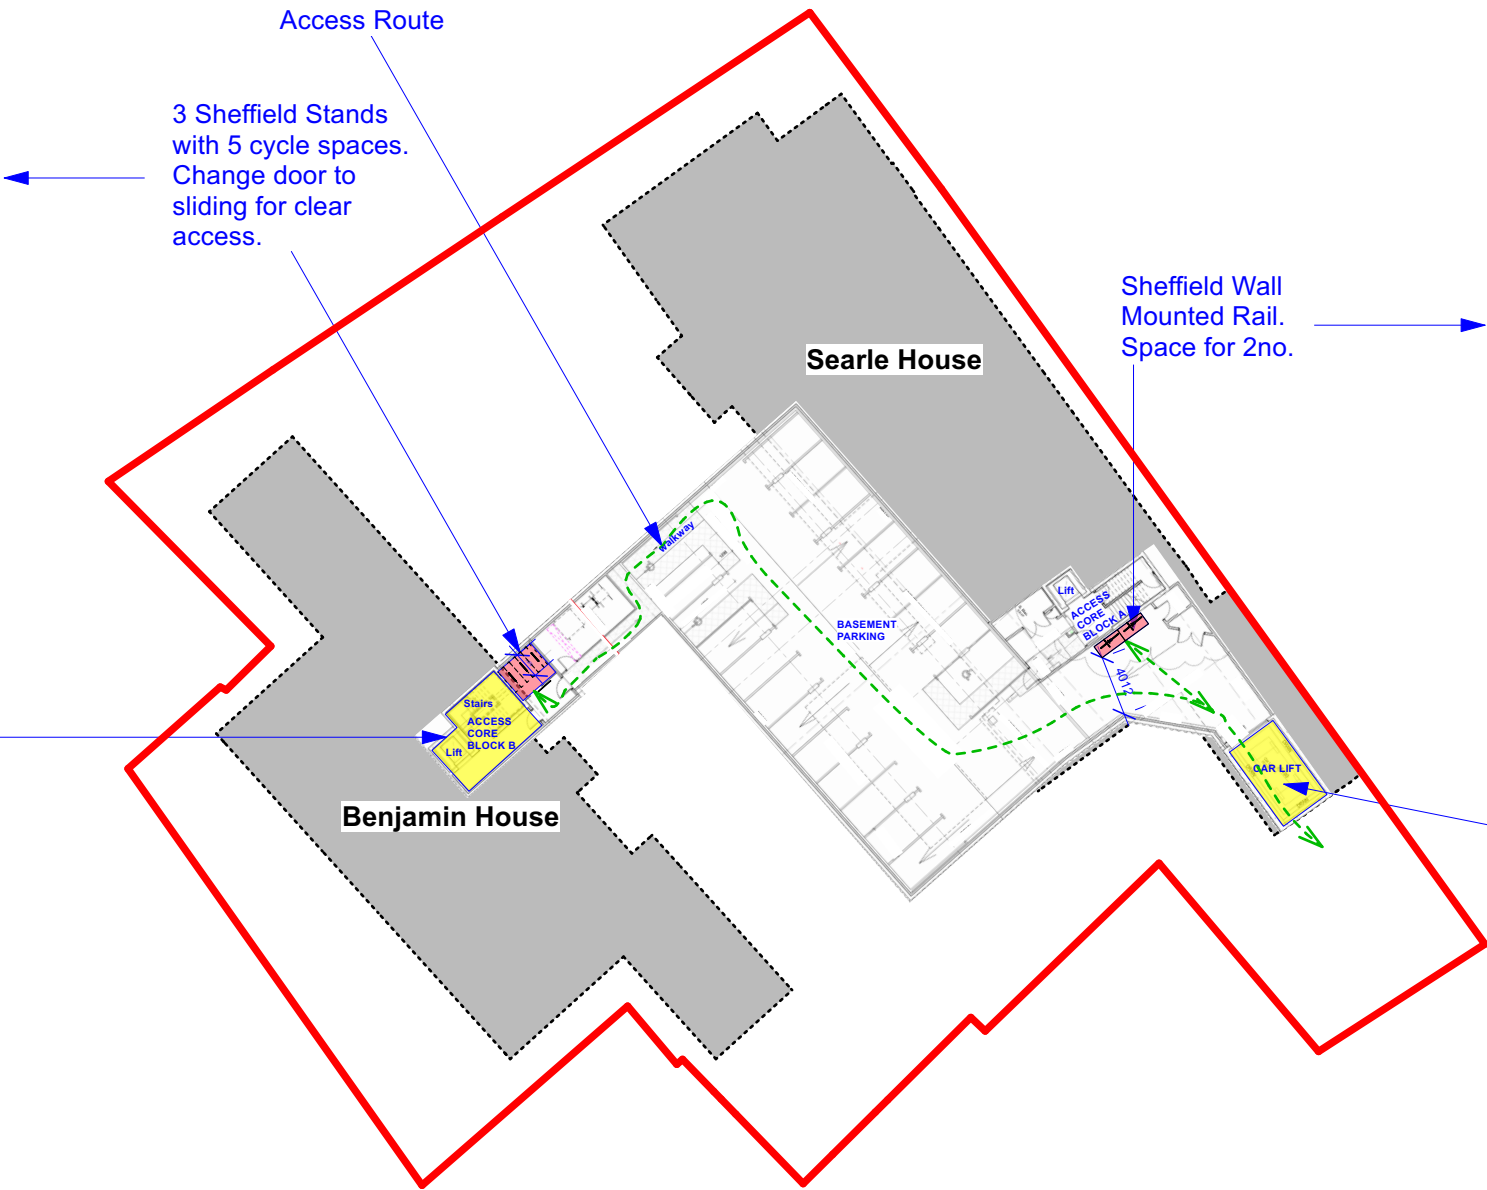 Access Route
3 Sheffield Stands
with 5 cycle spaces.
Change door to
sliding for clear
access.
Sheffield Wall
Mounted Rail.
Space for 2no.
Searle House
walkway
Lift
ACCESS
CORE
BLOCK A
BASEMENT
PARKING
4012
Stairs
ACCESS
CORE
BLOCK B
Lift
CAR LIFT
Benjamin House